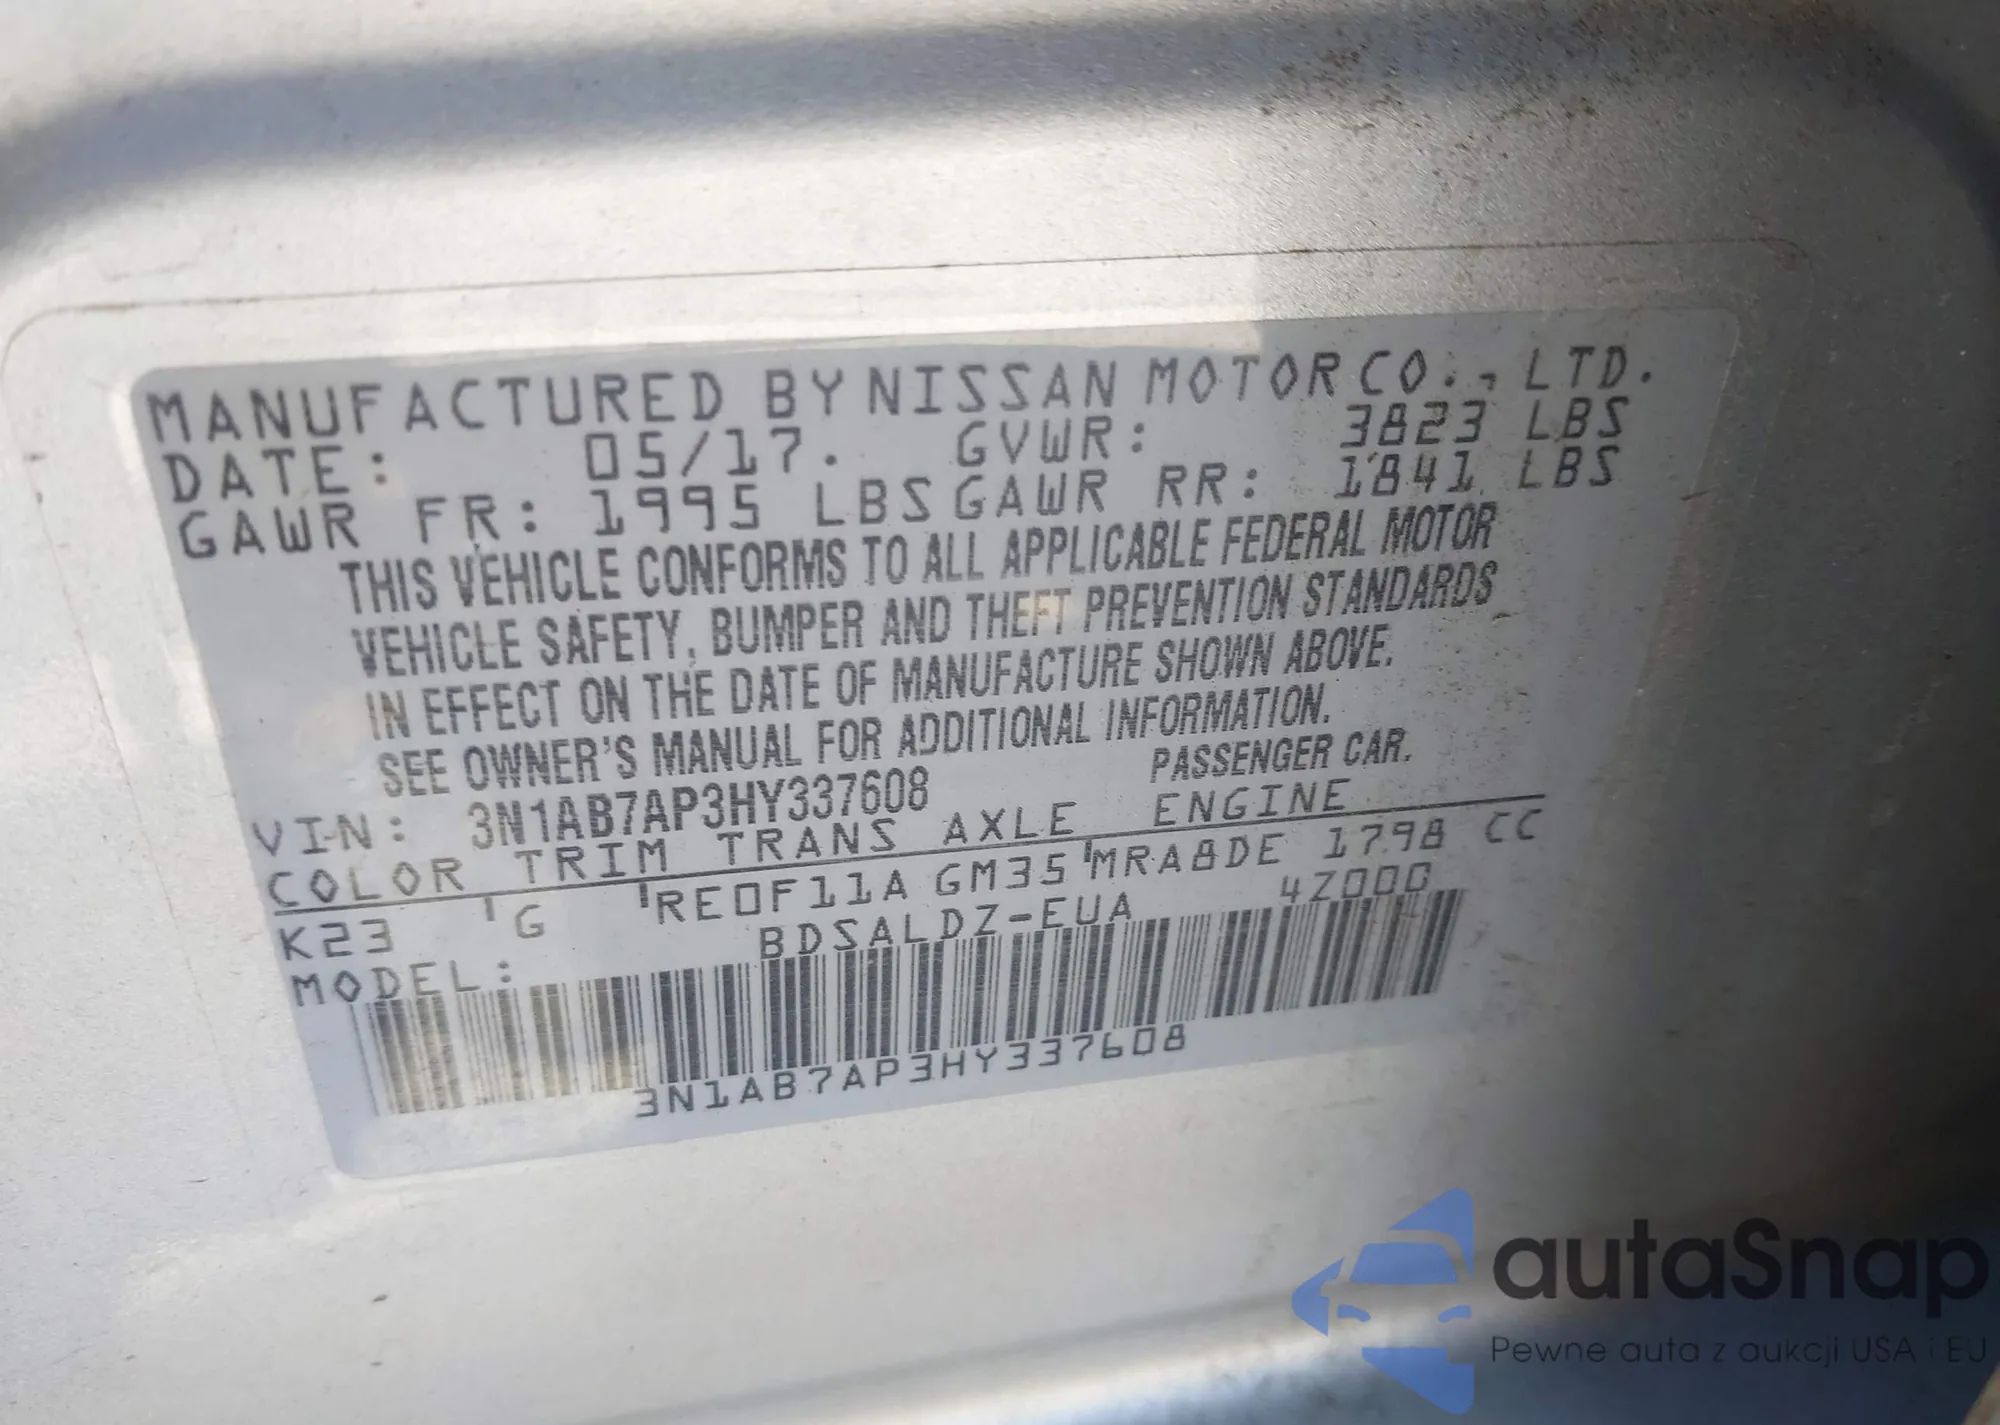 MANUFACTURED BY NISSAN MOTOR CO., LTD.
DATE: 05/17. GVWR: 3823 LBS
GAWR FR: 1995 LBS GAWR RR: 1841 LBS
THIS VEHICLE CONFORMS TO ALL APPLICABLE FEDERAL MOTOR
VEHICLE SAFETY, BUMPER AND THEFT PREVENTION STANDARDS
IN EFFECT ON THE DATE OF MANUFACTURE SHOWN ABOVE.
SEE OWNER'S MANUAL FOR ADDITIONAL INFORMATION.
VIN: 3N1AB7AP3HY337608 PASSENGER CAR.
COLOR TRIM TRANS AXLE ENGINE
K23 G RE0F11A GM35 MRA8DE 1798 CC
MODEL: BDSALDZ-EUA 4Z000
3N1AB7AP3HY337608
autaSnap
Pewne auta z aukcji USA i EU